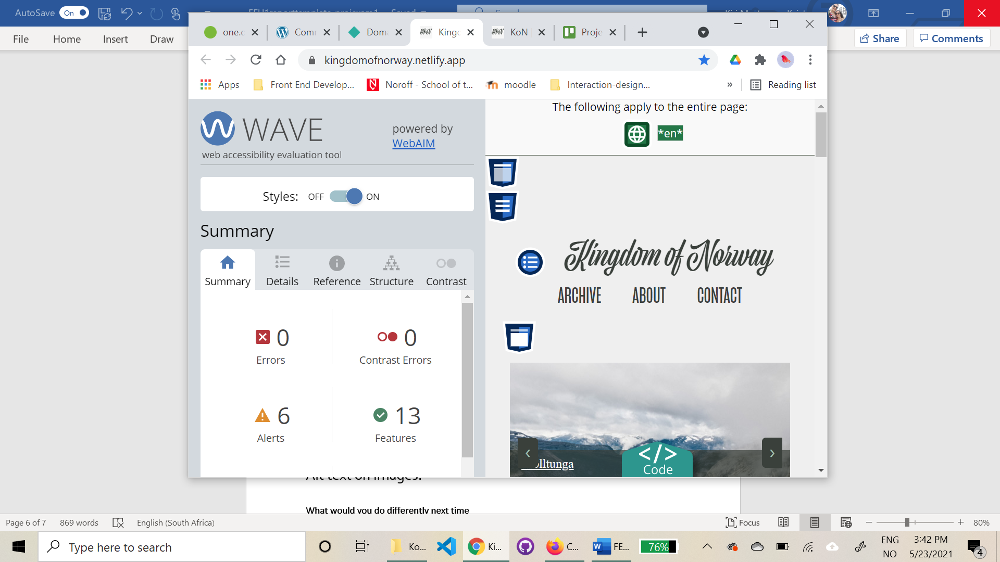 AutoSave On
File Home Insert Draw
Share Comments
one.c Com Dom King KoN Proje
kingdomofnorway.netlify.app
Apps Front End Develop... Noroff - School of t... moodle Interaction-design... » Reading list
WAVE
powered by
WebAIM
web accessibility evaluation tool
Styles: OFF ON
Summary
Summary Details Reference Structure Contrast
0
Errors
0
Contrast Errors
6
Alerts
13
Features
The following apply to the entire page:
*en*
Kingdom of Norway
ARCHIVE ABOUT CONTACT
‹ lltunga ›
</>
Code
Alt text on images.
What would you do differently next time
Page 6 of 7 869 words English (South Africa) Focus 80%
Type here to search
Ko... Ki... C... FE... 76%
ENG
NO
3:42 PM
5/23/2021
4